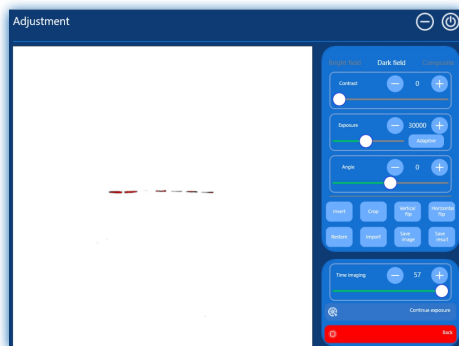 Adjustment
Bright field Dark field Composite
Contrast 0
Exposure 30000
Adaption
Angle 0
Invert Crop Vertical flip Horizontal flip
Restore Import Save image Save result
Time imaging 57
Continue exposure
Back